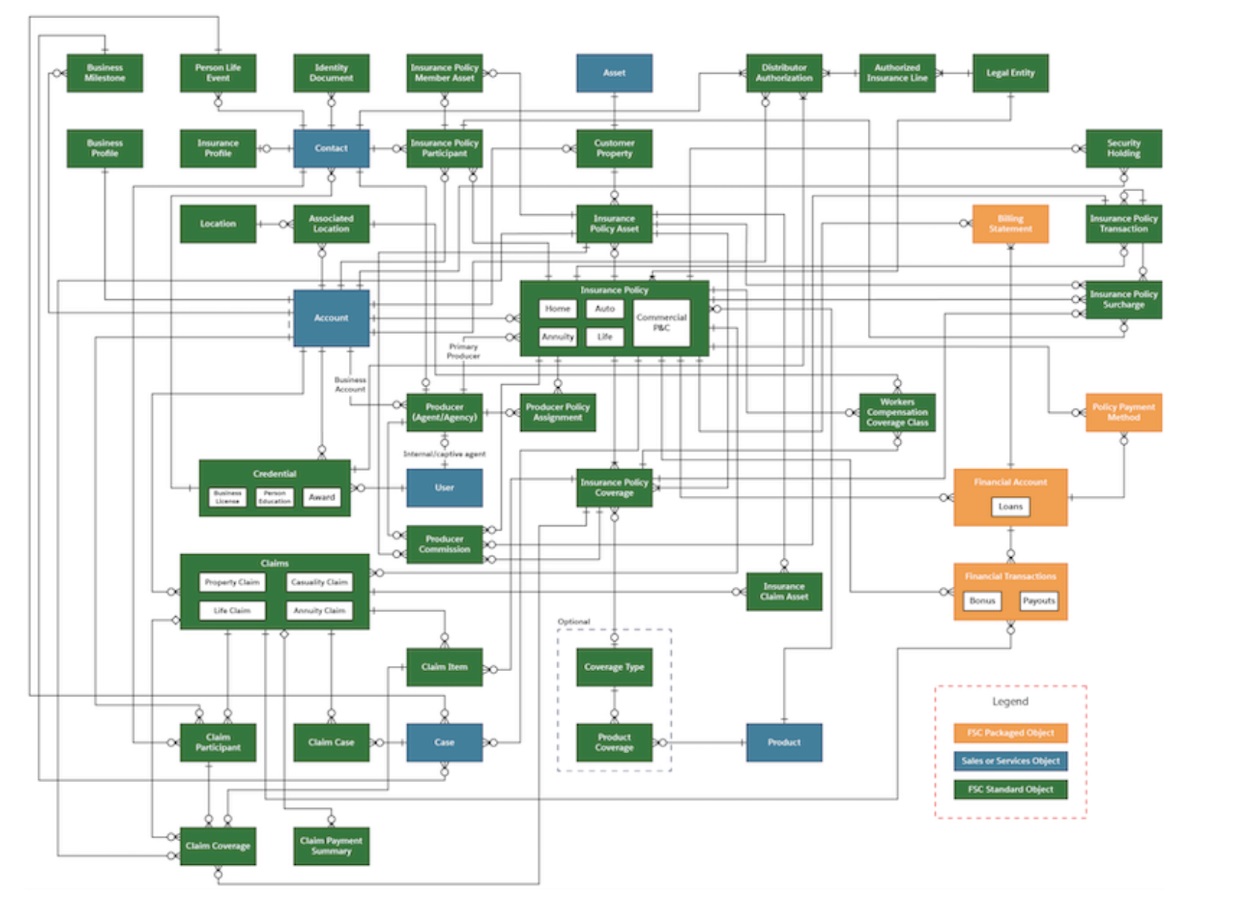 Business
Milestone
Person Life
Event
Identity
Document
Insurance Policy
Member Asset
Asset
Distributor
Authorization
Authorized
Insurance Line
Legal Entity
Business
Profile
Insurance
Profile
Contact
Insurance Policy
Participant
Customer
Property
Security
Holding
Location
Associated
Location
Insurance
Policy Asset
Billing
Statement
Insurance Policy
Transaction
Account
Insurance Policy
Home
Auto
Commercial
P&C
Annuity
Life
Insurance Policy
Surcharge
Primary
Producer
Business
Account
Producer
(Agent/Agency)
Producer Policy
Assignment
Workers
Compensation
Coverage Class
Policy Payment
Method
Internal/captive agent
Credential
Business
License
Person
Education
Award
User
Insurance Policy
Coverage
Financial Account
Loans
Producer
Commission
Claims
Property Claim
Casuality Claim
Life Claim
Annuity Claim
Insurance
Claim Asset
Financial Transactions
Bonus
Payouts
Optional
Claim Item
Coverage Type
Claim
Participant
Claim Case
Case
Product
Coverage
Product
Legend
FSC Packaged Object
Sales or Services Object
FSC Standard Object
Claim Coverage
Claim Payment
Summary